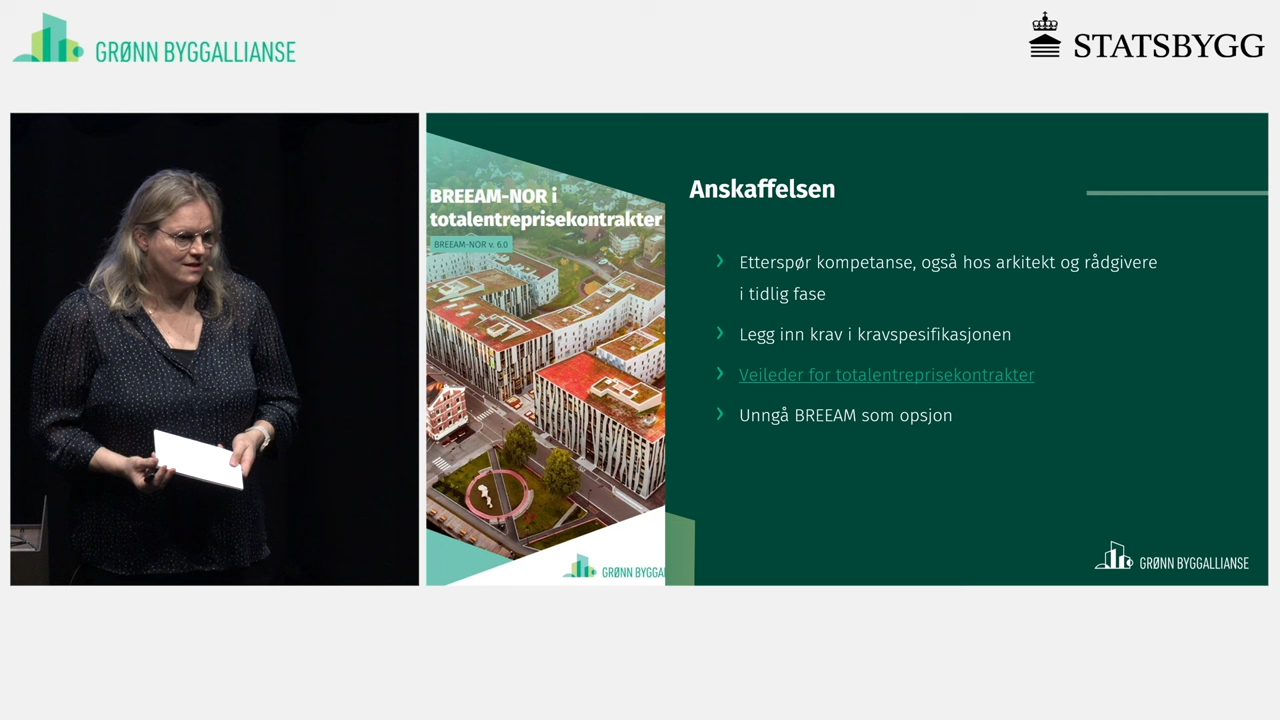 GRØNN BYGGALLIANSE
STATSBYGG
BREEAM-NOR i
totalentreprisekontrakter
BREEAM-NOR v. 6.0
GRØNN BYGGA
Anskaffelsen
Etterspør kompetanse, også hos arkitekt og rådgivere
i tidlig fase
Legg inn krav i kravspesifikasjonen
Veileder for totalentreprisekontrakter
Unngå BREEAM som opsjon
GRØNN BYGGALLIANSE